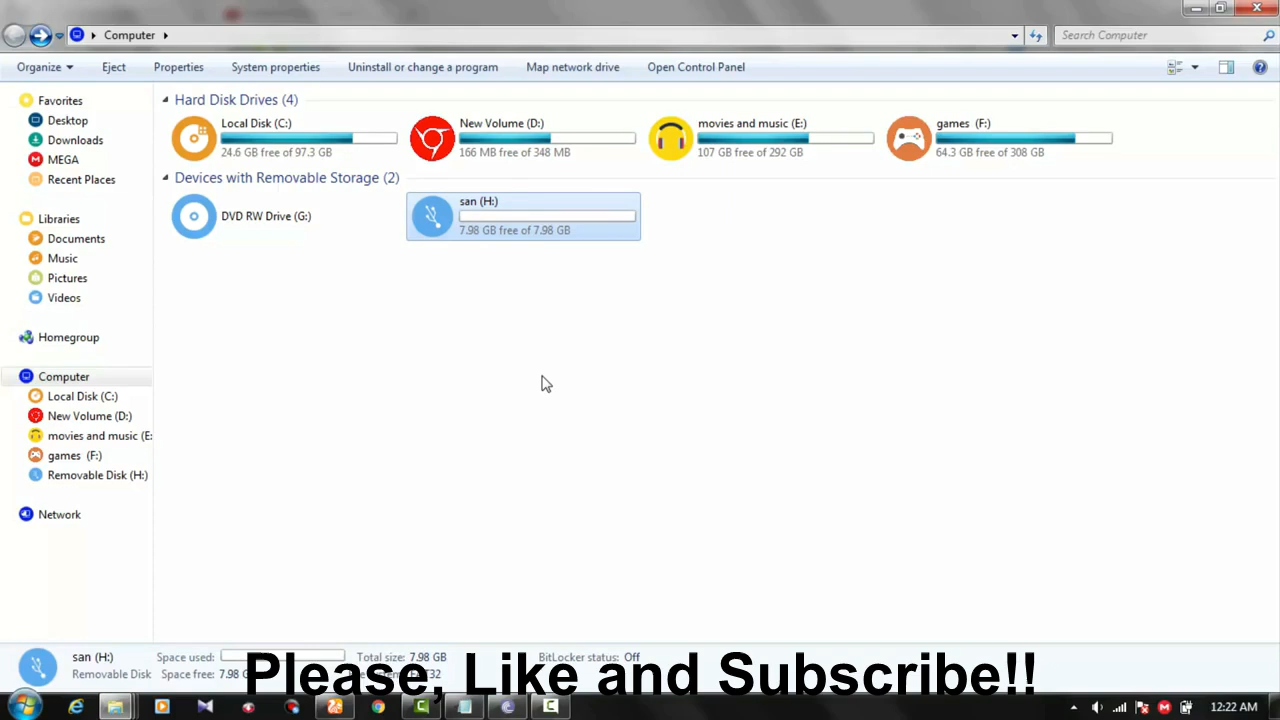 Computer
Search Computer
Organize
Eject
Properties
System properties
Uninstall or change a program
Map network drive
Open Control Panel
Favorites
Desktop
Downloads
MEGA
Recent Places
Libraries
Documents
Music
Pictures
Videos
Homegroup
Computer
Local Disk (C:)
New Volume (D:)
movies and music (E:
games (F:)
Removable Disk (H:)
Network
Hard Disk Drives (4)
Local Disk (C:)
24.6 GB free of 97.3 GB
New Volume (D:)
166 MB free of 348 MB
movies and music (E:)
107 GB free of 292 GB
games (F:)
64.3 GB free of 308 GB
Devices with Removable Storage (2)
DVD RW Drive (G:)
san (H:)
7.98 GB free of 7.98 GB
san (H:) Space used: Total size: 7.98 GB BitLocker status: Off
Removable Disk Space free: 7.98
Please, Like and Subscribe!!
12:22 AM